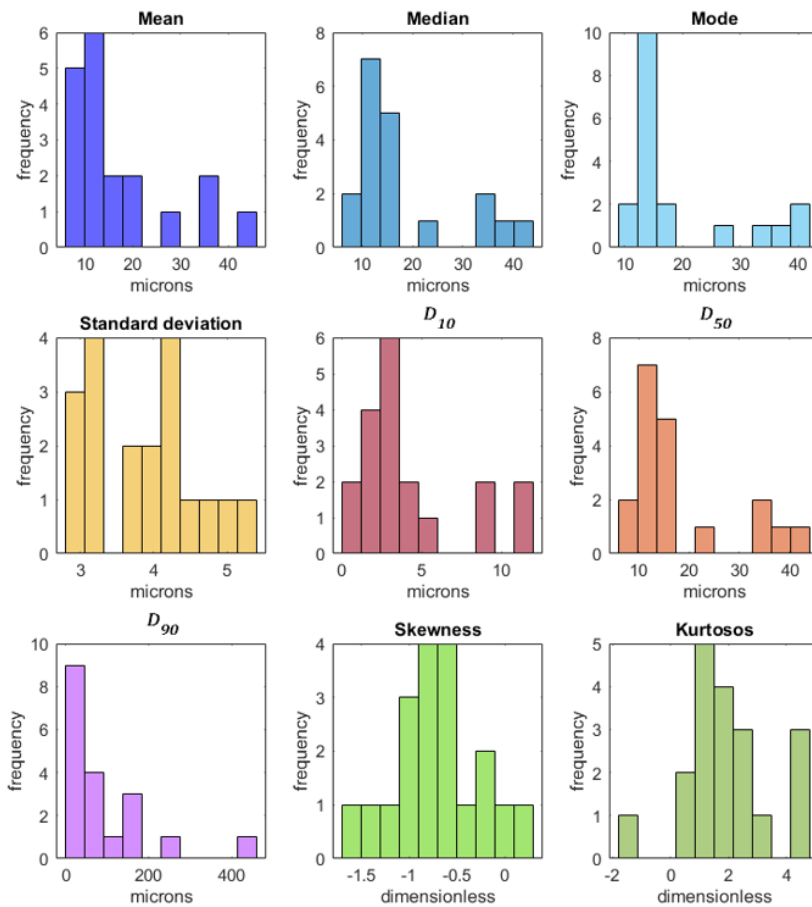 Mean
Median
Mode
6
5
4
3
2
1
0
frequency
10 20 30 40
microns
8
6
4
2
0
frequency
10 20 30 40
microns
10
8
6
4
2
0
frequency
10 20 30 40
microns
Standard deviation
D10
D50
4
3
2
1
0
frequency
3 4 5
microns
6
5
4
3
2
1
0
frequency
0 5 10
microns
8
6
4
2
0
frequency
10 20 30 40
microns
D90
Skewness
Kurtosos
10
8
6
4
2
0
frequency
0 200 400
microns
4
3
2
1
0
frequency
-1.5 -1 -0.5 0
dimensionless
5
4
3
2
1
0
frequency
-2 0 2 4
dimensionless